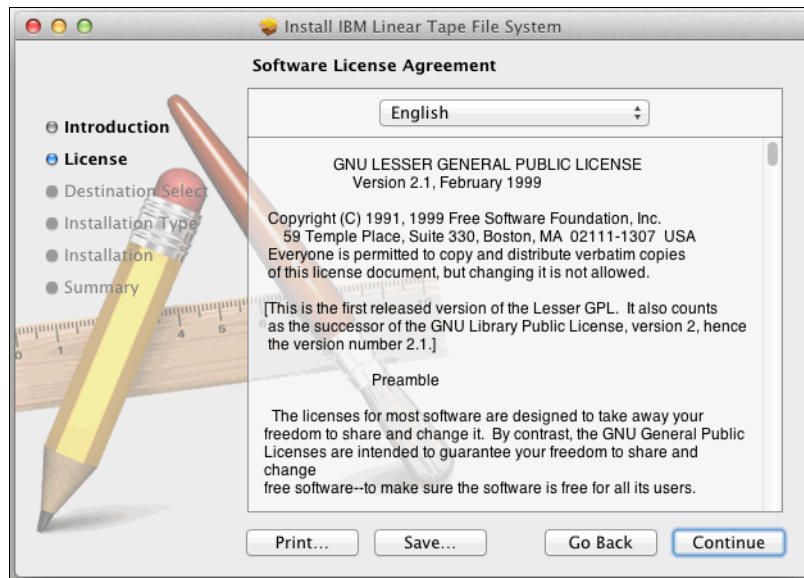 Install IBM Linear Tape File System
Software License Agreement
Introduction
License
Destination Select
Installation Type
Installation
Summary
English
GNU LESSER GENERAL PUBLIC LICENSE
Version 2.1, February 1999
Copyright (C) 1991, 1999 Free Software Foundation, Inc.
59 Temple Place, Suite 330, Boston, MA 02111-1307 USA
Everyone is permitted to copy and distribute verbatim copies
of this license document, but changing it is not allowed.
[This is the first released version of the Lesser GPL. It also counts
as the successor of the GNU Library Public License, version 2, hence
the version number 2.1.]
Preamble
The licenses for most software are designed to take away your
freedom to share and change it. By contrast, the GNU General Public
Licenses are intended to guarantee your freedom to share and
change
free software--to make sure the software is free for all its users.
0 1 4 5 6
Print...
Save...
Go Back
Continue